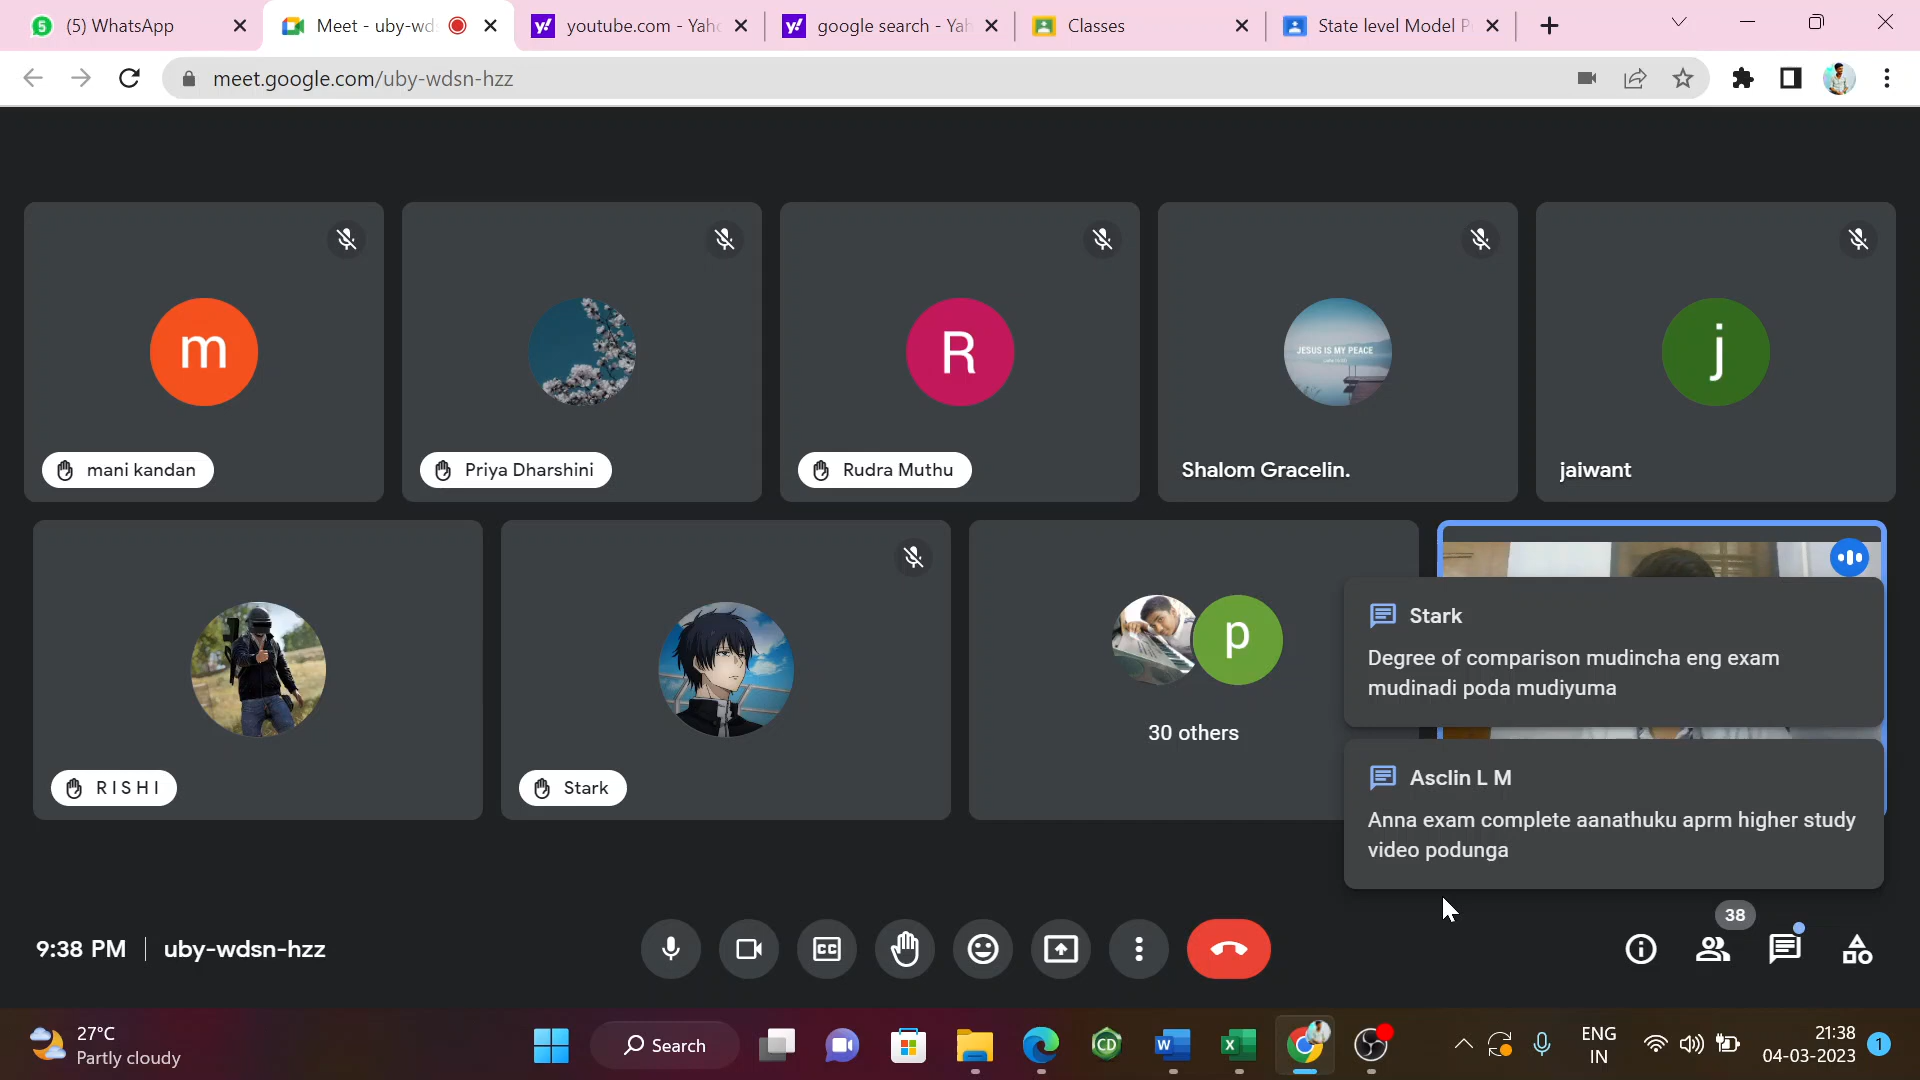 (5) WhatsApp
Meet - uby-wd
youtube.com - Yah
google search - Yah
Classes
State level Model P
meet.google.com/uby-wdsn-hzz
m
R
JESUS IS MY PEACE
j
mani kandan
Priya Dharshini
Rudra Muthu
Shalom Gracelin.
jaiwant
p
30 others
R I S H I
Stark
Stark
Degree of comparison mudincha eng exam
mudinadi poda mudiyuma
Asclin L M
Anna exam complete aanathuku aprm higher study
video podunga
9:38 PM
uby-wdsn-hzz
CC
38
27°C
Partly cloudy
Search
CD
W
X
ENG
IN
21:38
04-03-2023
1